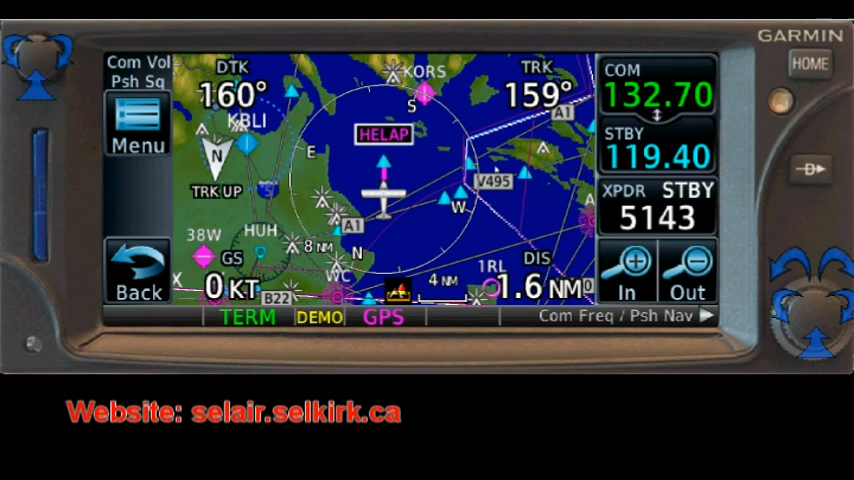 GARMIN
Com Vol
Psh Sq
Menu
Back
DTK
160°
KORS
TRK
159°
S
HELAP
KBLI
E
N
TRK UP
5
A1
V495
W
A1
38W
HUH
8 NM
N
GS
0 KT
B22
WC
X
4 NM
1RL
DIS
1.6 NM
A
COM
132.70
STBY
119.40
XPDR STBY
5143
In
Out
HOME
D
TERM
DEMO
GPS
Com Freq / Psh Nav
Website: selair.selkirk.ca